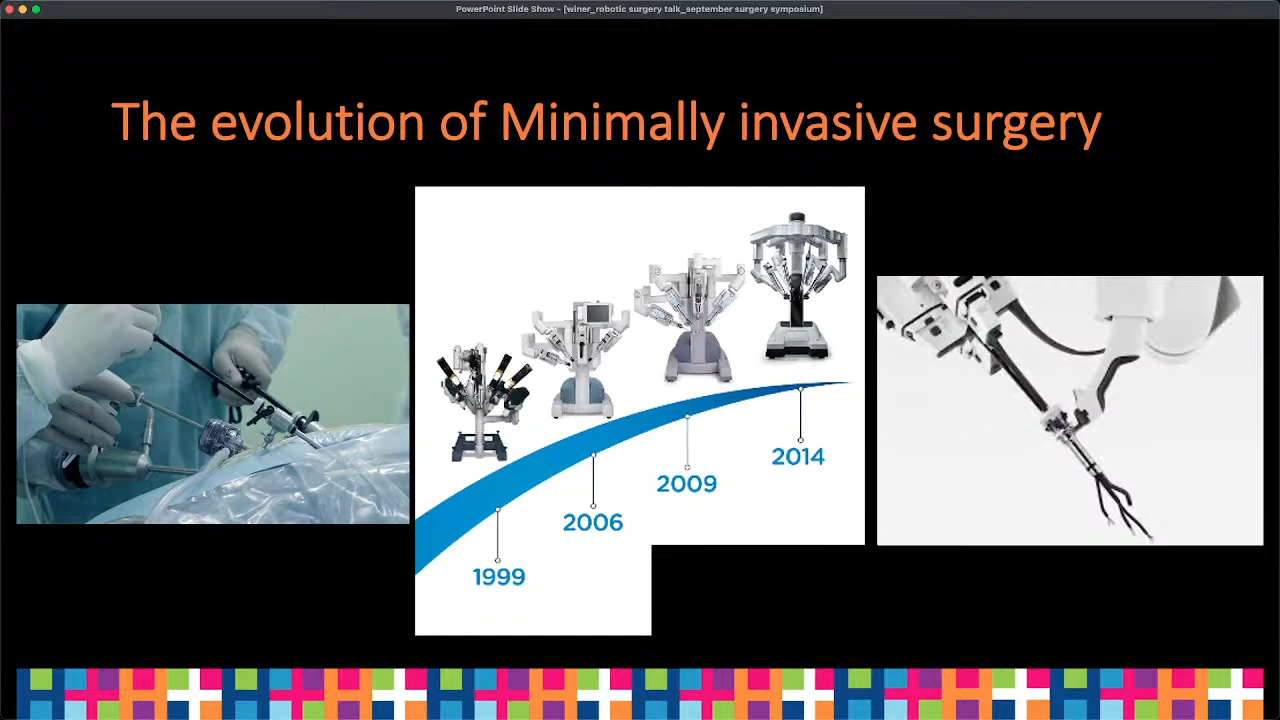 PowerPoint Slide Show - [winer_robotic surgery talk_september surgery symposium]
The evolution of Minimally invasive surgery
1999
2006
2009
2014